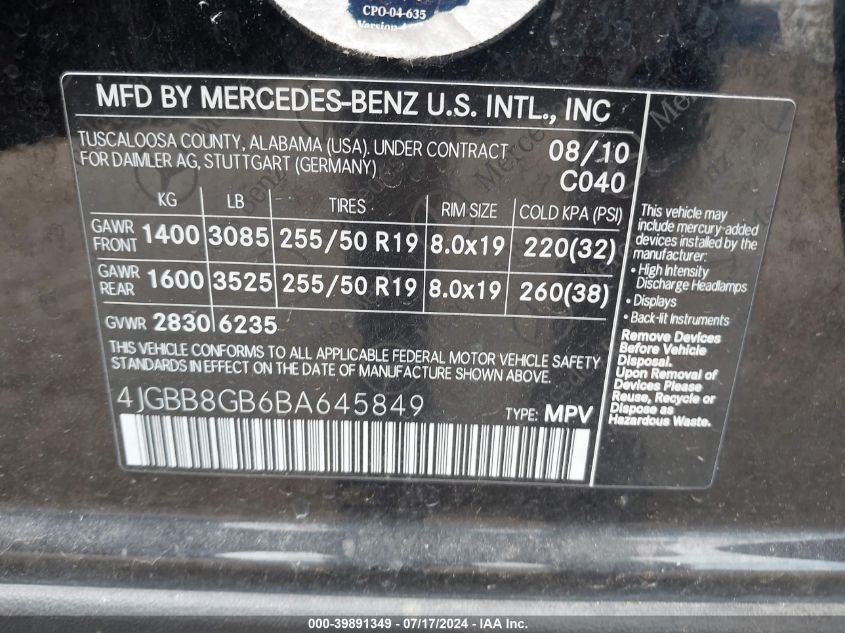 CPO-04-635
Version
MFD BY MERCEDES-BENZ U.S. INTL., INC
TUSCALOOSA COUNTY, ALABAMA (USA), UNDER CONTRACT
FOR DAIMLER AG, STUTTGART (GERMANY)
08/10
C040
KG LB TIRES RIM SIZE COLD KPA (PSI)
GAWR FRONT 1400 3085 255/50 R19 8.0x19 220(32)
GAWR REAR 1600 3525 255/50 R19 8.0x19 260(38)
GVWR 2830 6235
THIS VEHICLE CONFORMS TO ALL APPLICABLE FEDERAL MOTOR VEHICLE SAFETY
STANDARDS IN EFFECT ON THE DATE OF MANUFACTURE SHOWN ABOVE.
4JGBB8GB6BA645849
TYPE: MPV
This vehicle may
include mercury-added
devices installed by the
manufacturer:
• High Intensity
Discharge Headlamps
• Displays
• Back-lit Instruments
Remove Devices
Before Vehicle
Disposal.
Upon Removal of
Devices Please
Reuse, Recycle or
Dispose as
Hazardous Waste.
000-39891349 - 07/17/2024 - IAA Inc.